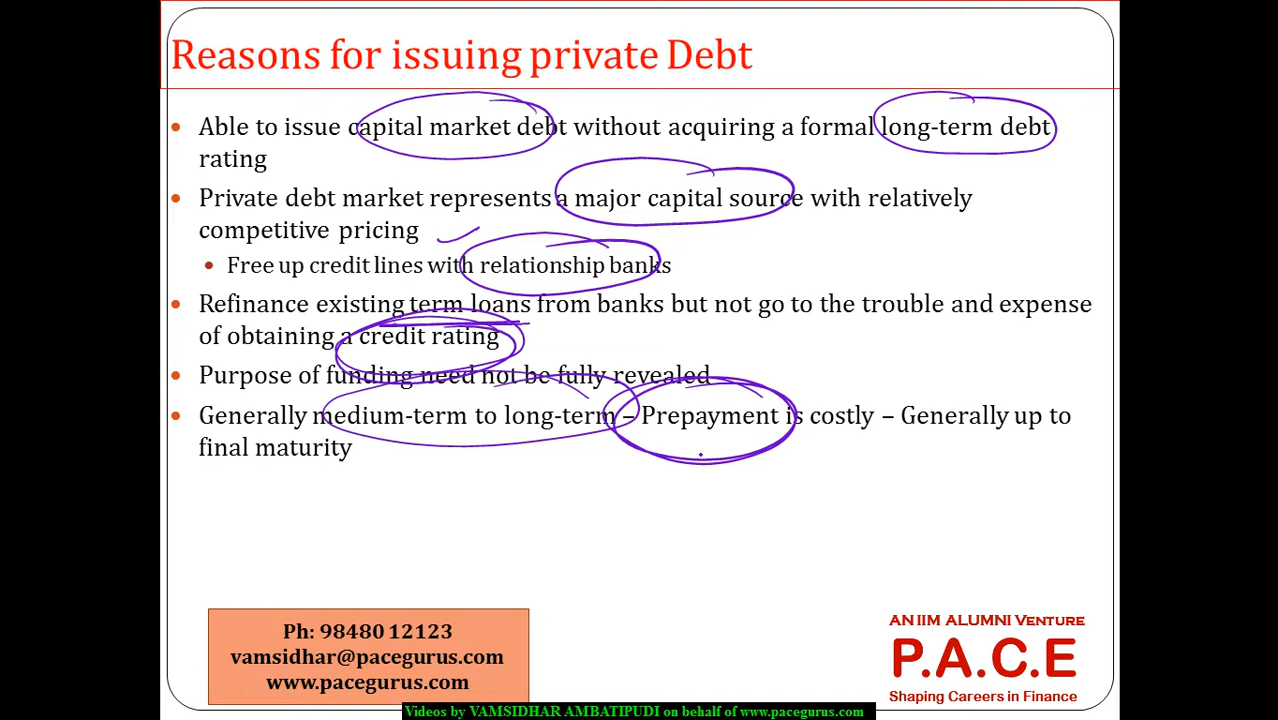 Reasons for issuing private Debt
• Able to issue capital market debt without acquiring a formal long-term debt
rating
• Private debt market represents a major capital source with relatively
competitive pricing
• Free up credit lines with relationship banks
• Refinance existing term loans from banks but not go to the trouble and expense
of obtaining a credit rating
• Purpose of funding need not be fully revealed
• Generally medium-term to long-term – Prepayment is costly – Generally up to
final maturity
Ph: 98480 12123
vamsidhar@pacegurus.com
www.pacegurus.com
AN IIM ALUMNI VENTURE
P.A.C.E
Shaping Careers in Finance
Videos by VAMSIDHAR AMBATIPUDI on behalf of www.pacegurus.com